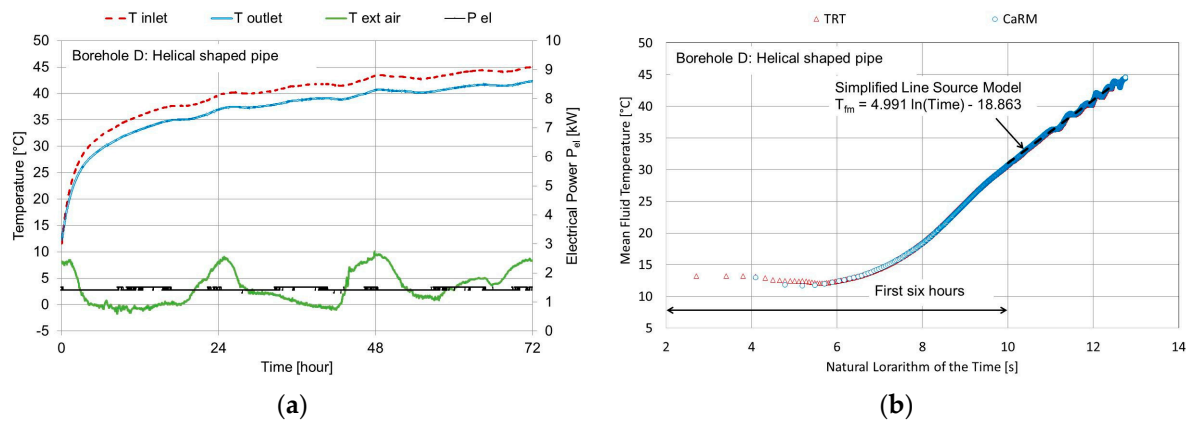 T inlet T outlet T ext air P el
Borehole D: Helical shaped pipe
50
45
40
35
30
25
20
15
10
5
0
-5
Temperature [°C]
10
9
8
7
6
5
4
3
2
1
0
Electrical Power Pel [kW]
0 24 48 72
Time [hour]
(a)
TRT CaRM
Borehole D: Helical shaped pipe
50
45
40
35
30
25
20
15
10
5
Mean Fluid Temperature [°C]
Simplified Line Source Model
Tfm = 4.991 ln(Time) - 18.863
First six hours
2 4 6 8 10 12 14
Natural Lorarithm of the Time [s]
(b)